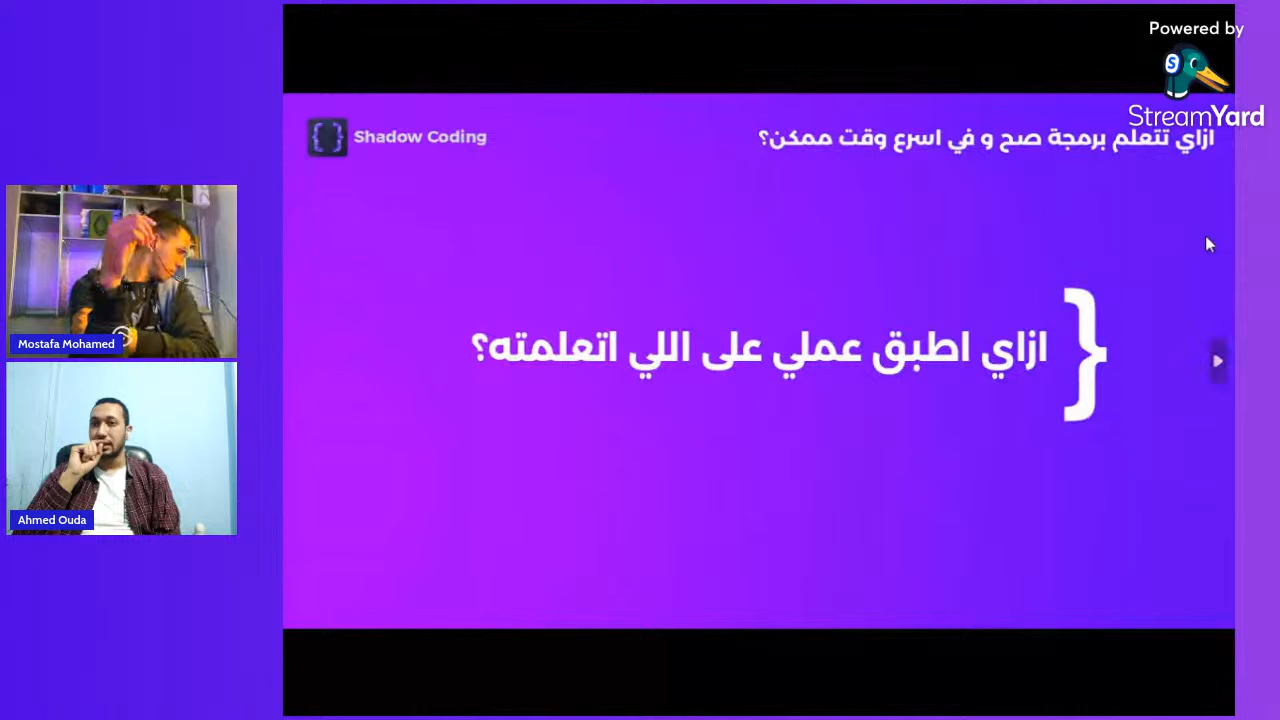 Powered by
S
StreamYard
{ } Shadow Coding
ازاي تتعلم برمجة صح و في اسرع وقت ممكن؟
{ ازاي اطبق عملي على اللي اتعلمته؟
Mostafa Mohamed
Ahmed Ouda